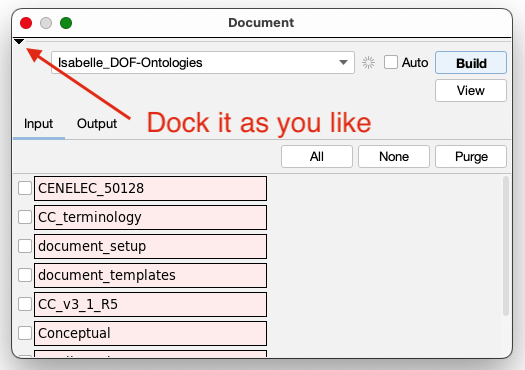 Document
Isabelle_DOF-Ontologies
Auto
Build
View
Dock it as you like
Input
Output
All
None
Purge
CENELEC_50128
CC_terminology
document_setup
document_templates
CC_v3_1_R5
Conceptual